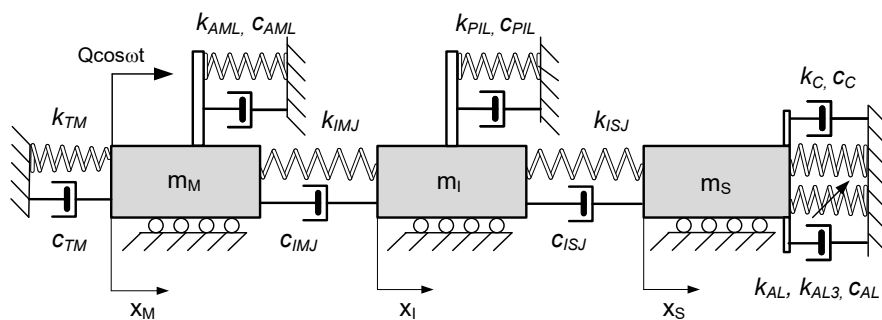 k_AML, c_AML
k_PIL, c_PIL
Qcosωt
k_C, c_C
k_TM
k_IMJ
k_ISJ
m_M
m_I
m_S
c_TM
c_IMJ
c_ISJ
k_AL, k_AL3, c_AL
x_M
x_I
x_S